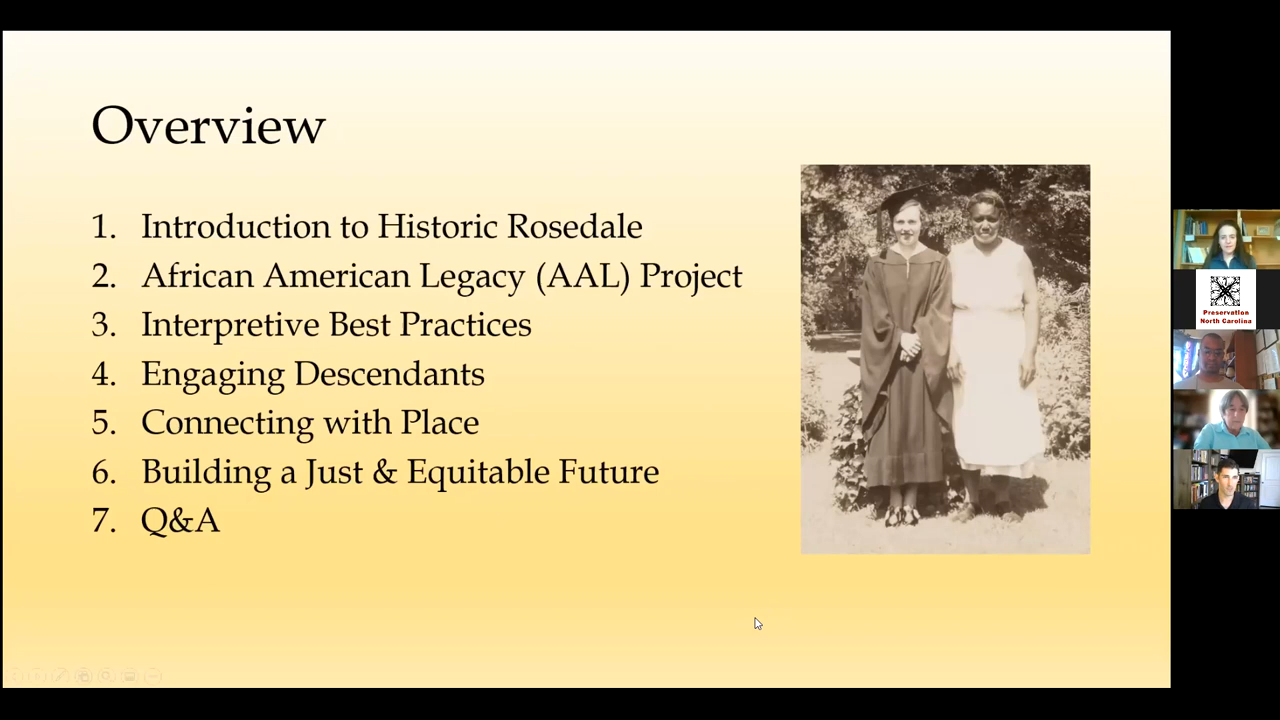 Overview
1. Introduction to Historic Rosedale
2. African American Legacy (AAL) Project
3. Interpretive Best Practices
4. Engaging Descendants
5. Connecting with Place
6. Building a Just & Equitable Future
7. Q&A
Preservation
North Carolina